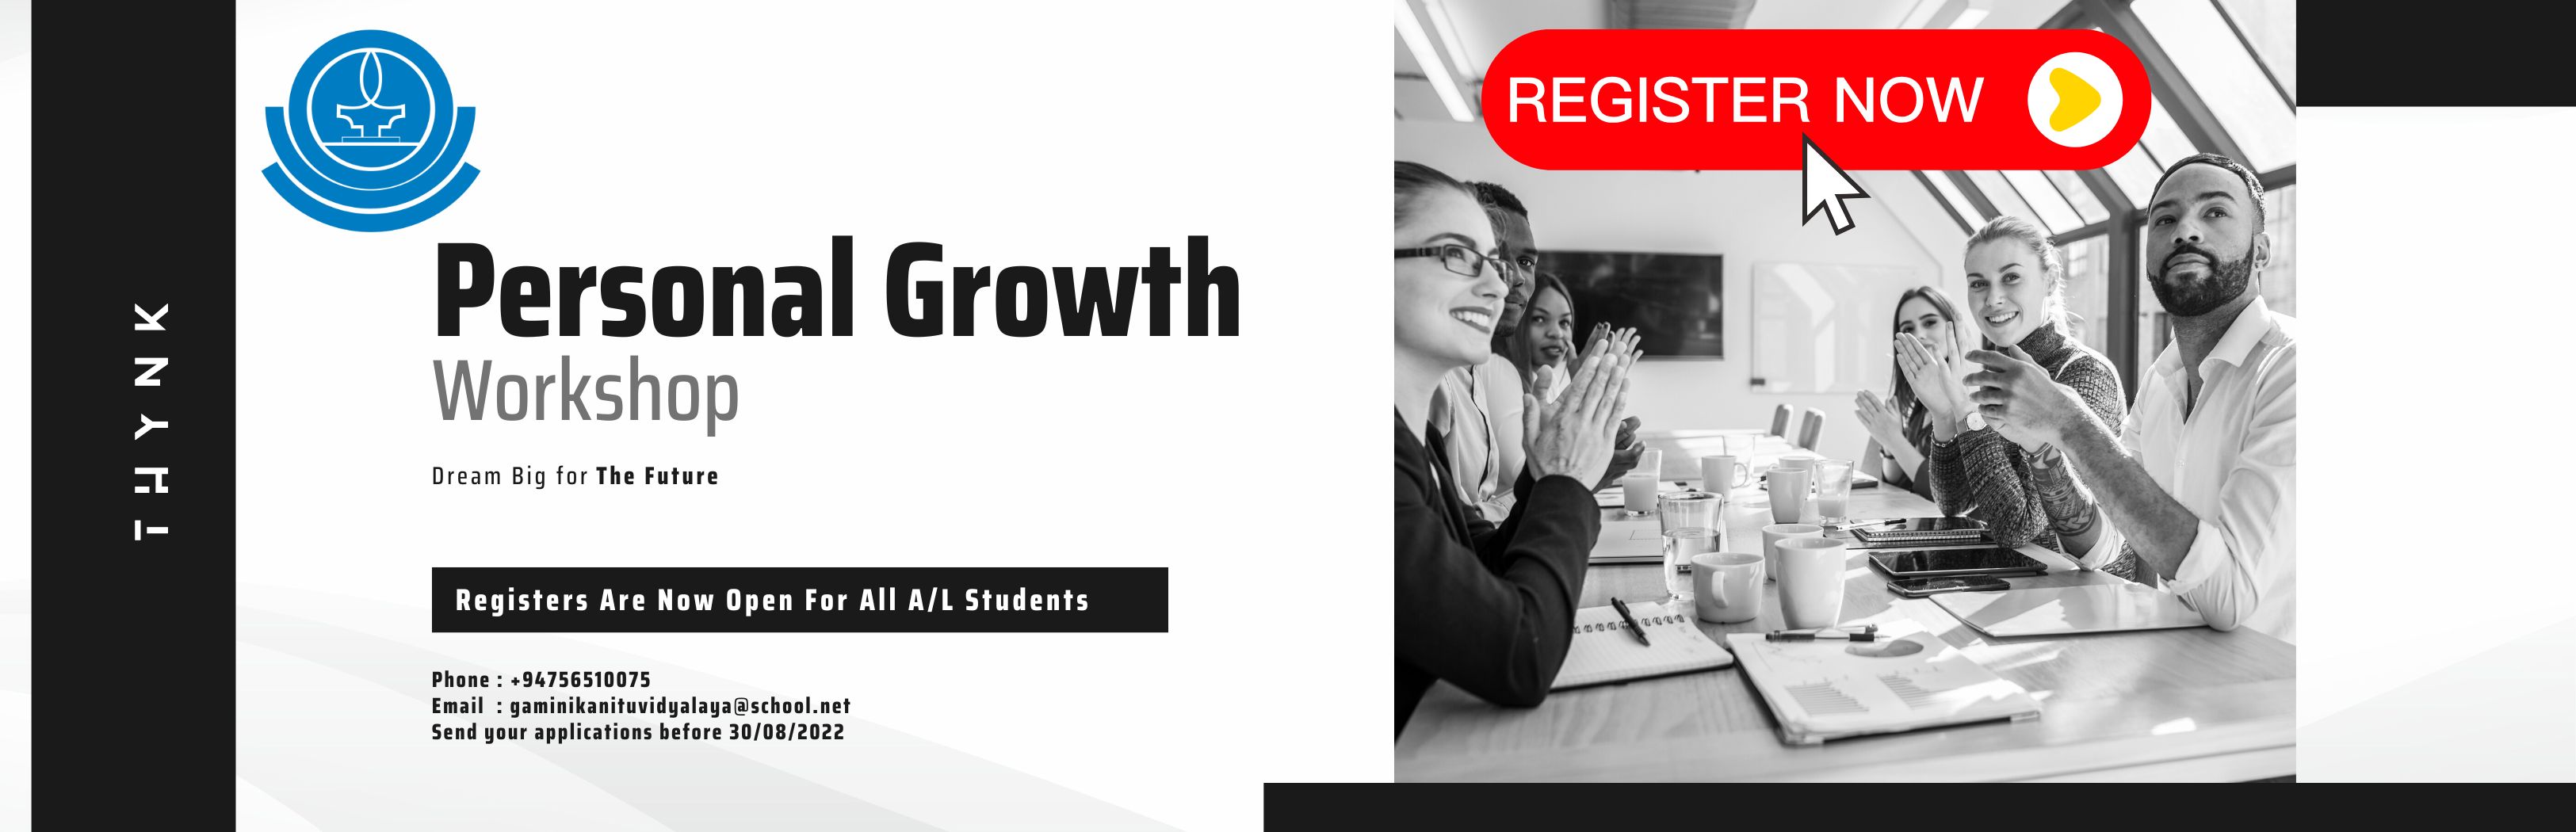 THYNK
Personal Growth
Workshop
Dream Big for The Future
Registers Are Now Open For All A/L Students
Phone : +94756510075
Email : gaminikanituvidyalaya@school.net
Send your applications before 30/08/2022
REGISTER NOW